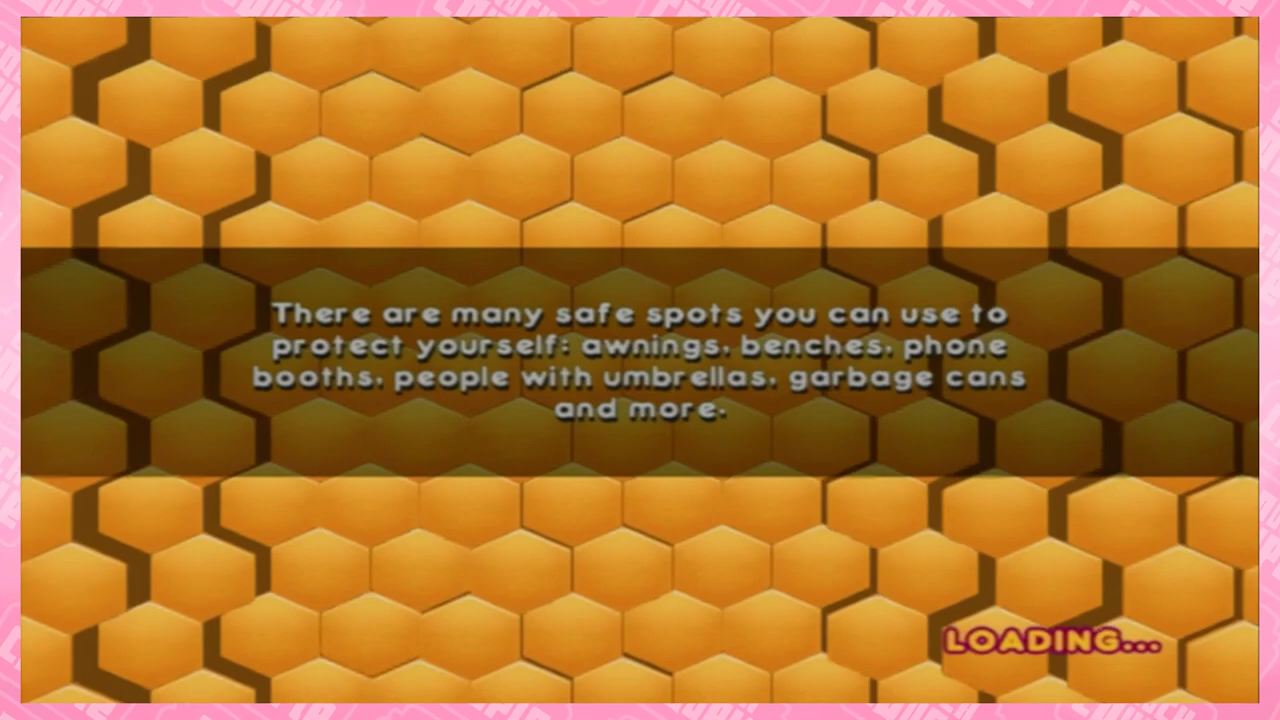 There are many safe spots you can use to
protect yourself: awnings, benches, phone
booths, people with umbrellas, garbage cans
and more.
LOADING...